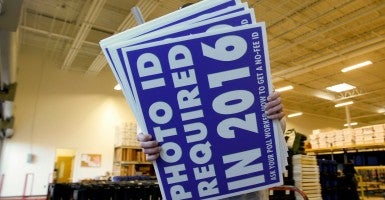 PHOTO ID
REQUIRED
IN 2016
ASK YOUR POLL WORKER HOW TO GET A NO-FEE ID